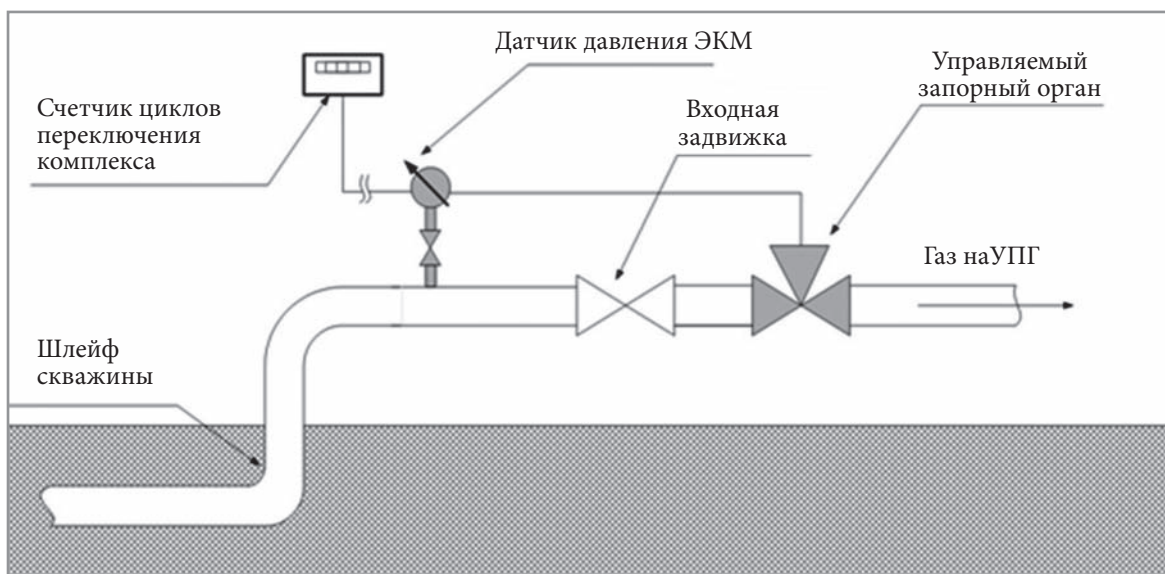 Датчик давления ЭКМ
Управляемый
запорный орган
Счетчик циклов
переключения
комплекса
Входная
задвижка
Газ наУПГ
Шлейф
скважины